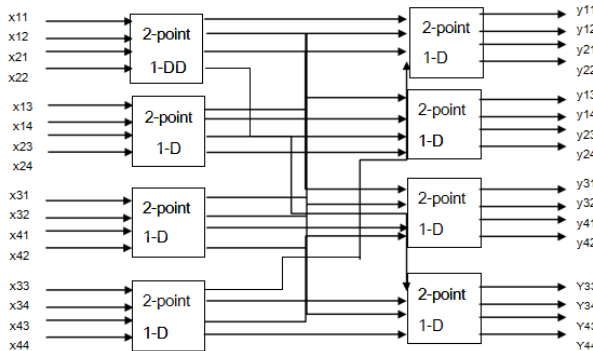 x11
x12
x21
x22
2-point
1-DD
2-point
1-D
y11
y12
y21
y22
x13
x14
x23
x24
2-point
1-D
2-point
1-D
y13
y14
y23
y24
x31
x32
x41
x42
2-point
1-D
2-point
1-D
y31
y32
y41
y42
x33
x34
x43
x44
2-point
1-D
2-point
1-D
Y33
Y34
Y43
Y44